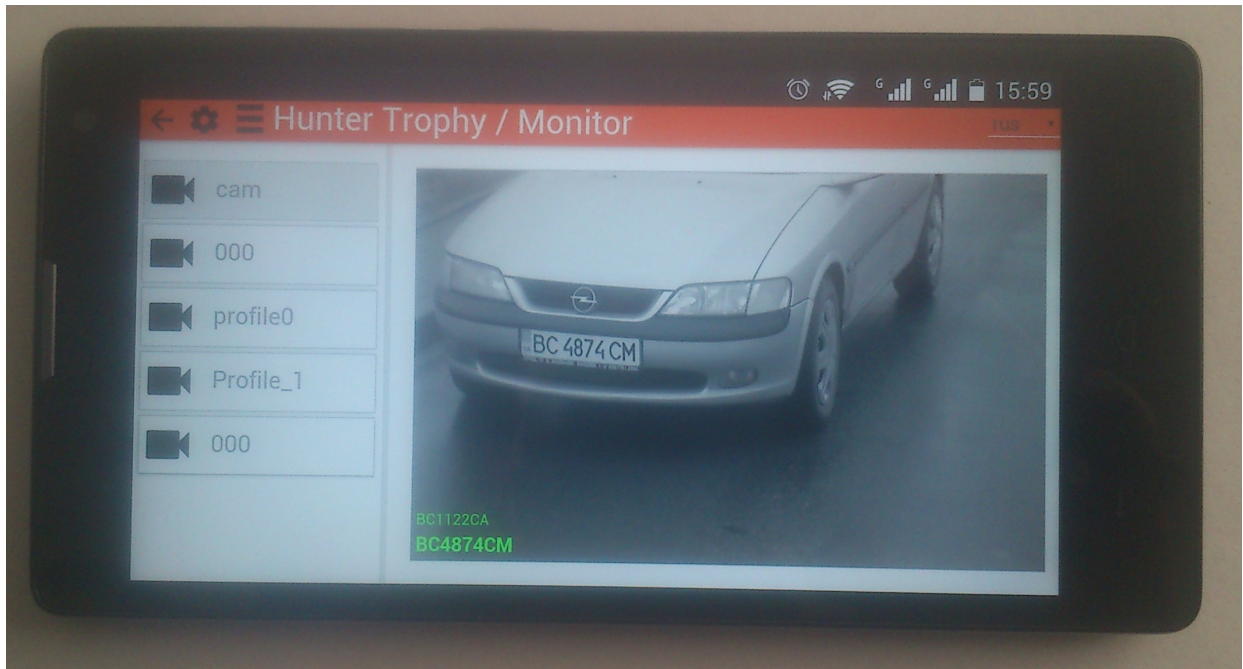 G G 15:59
Hunter Trophy / Monitor
rus
cam
000
profile0
Profile_1
000
BC 4874 CM
BC1122CA
BC4874CM